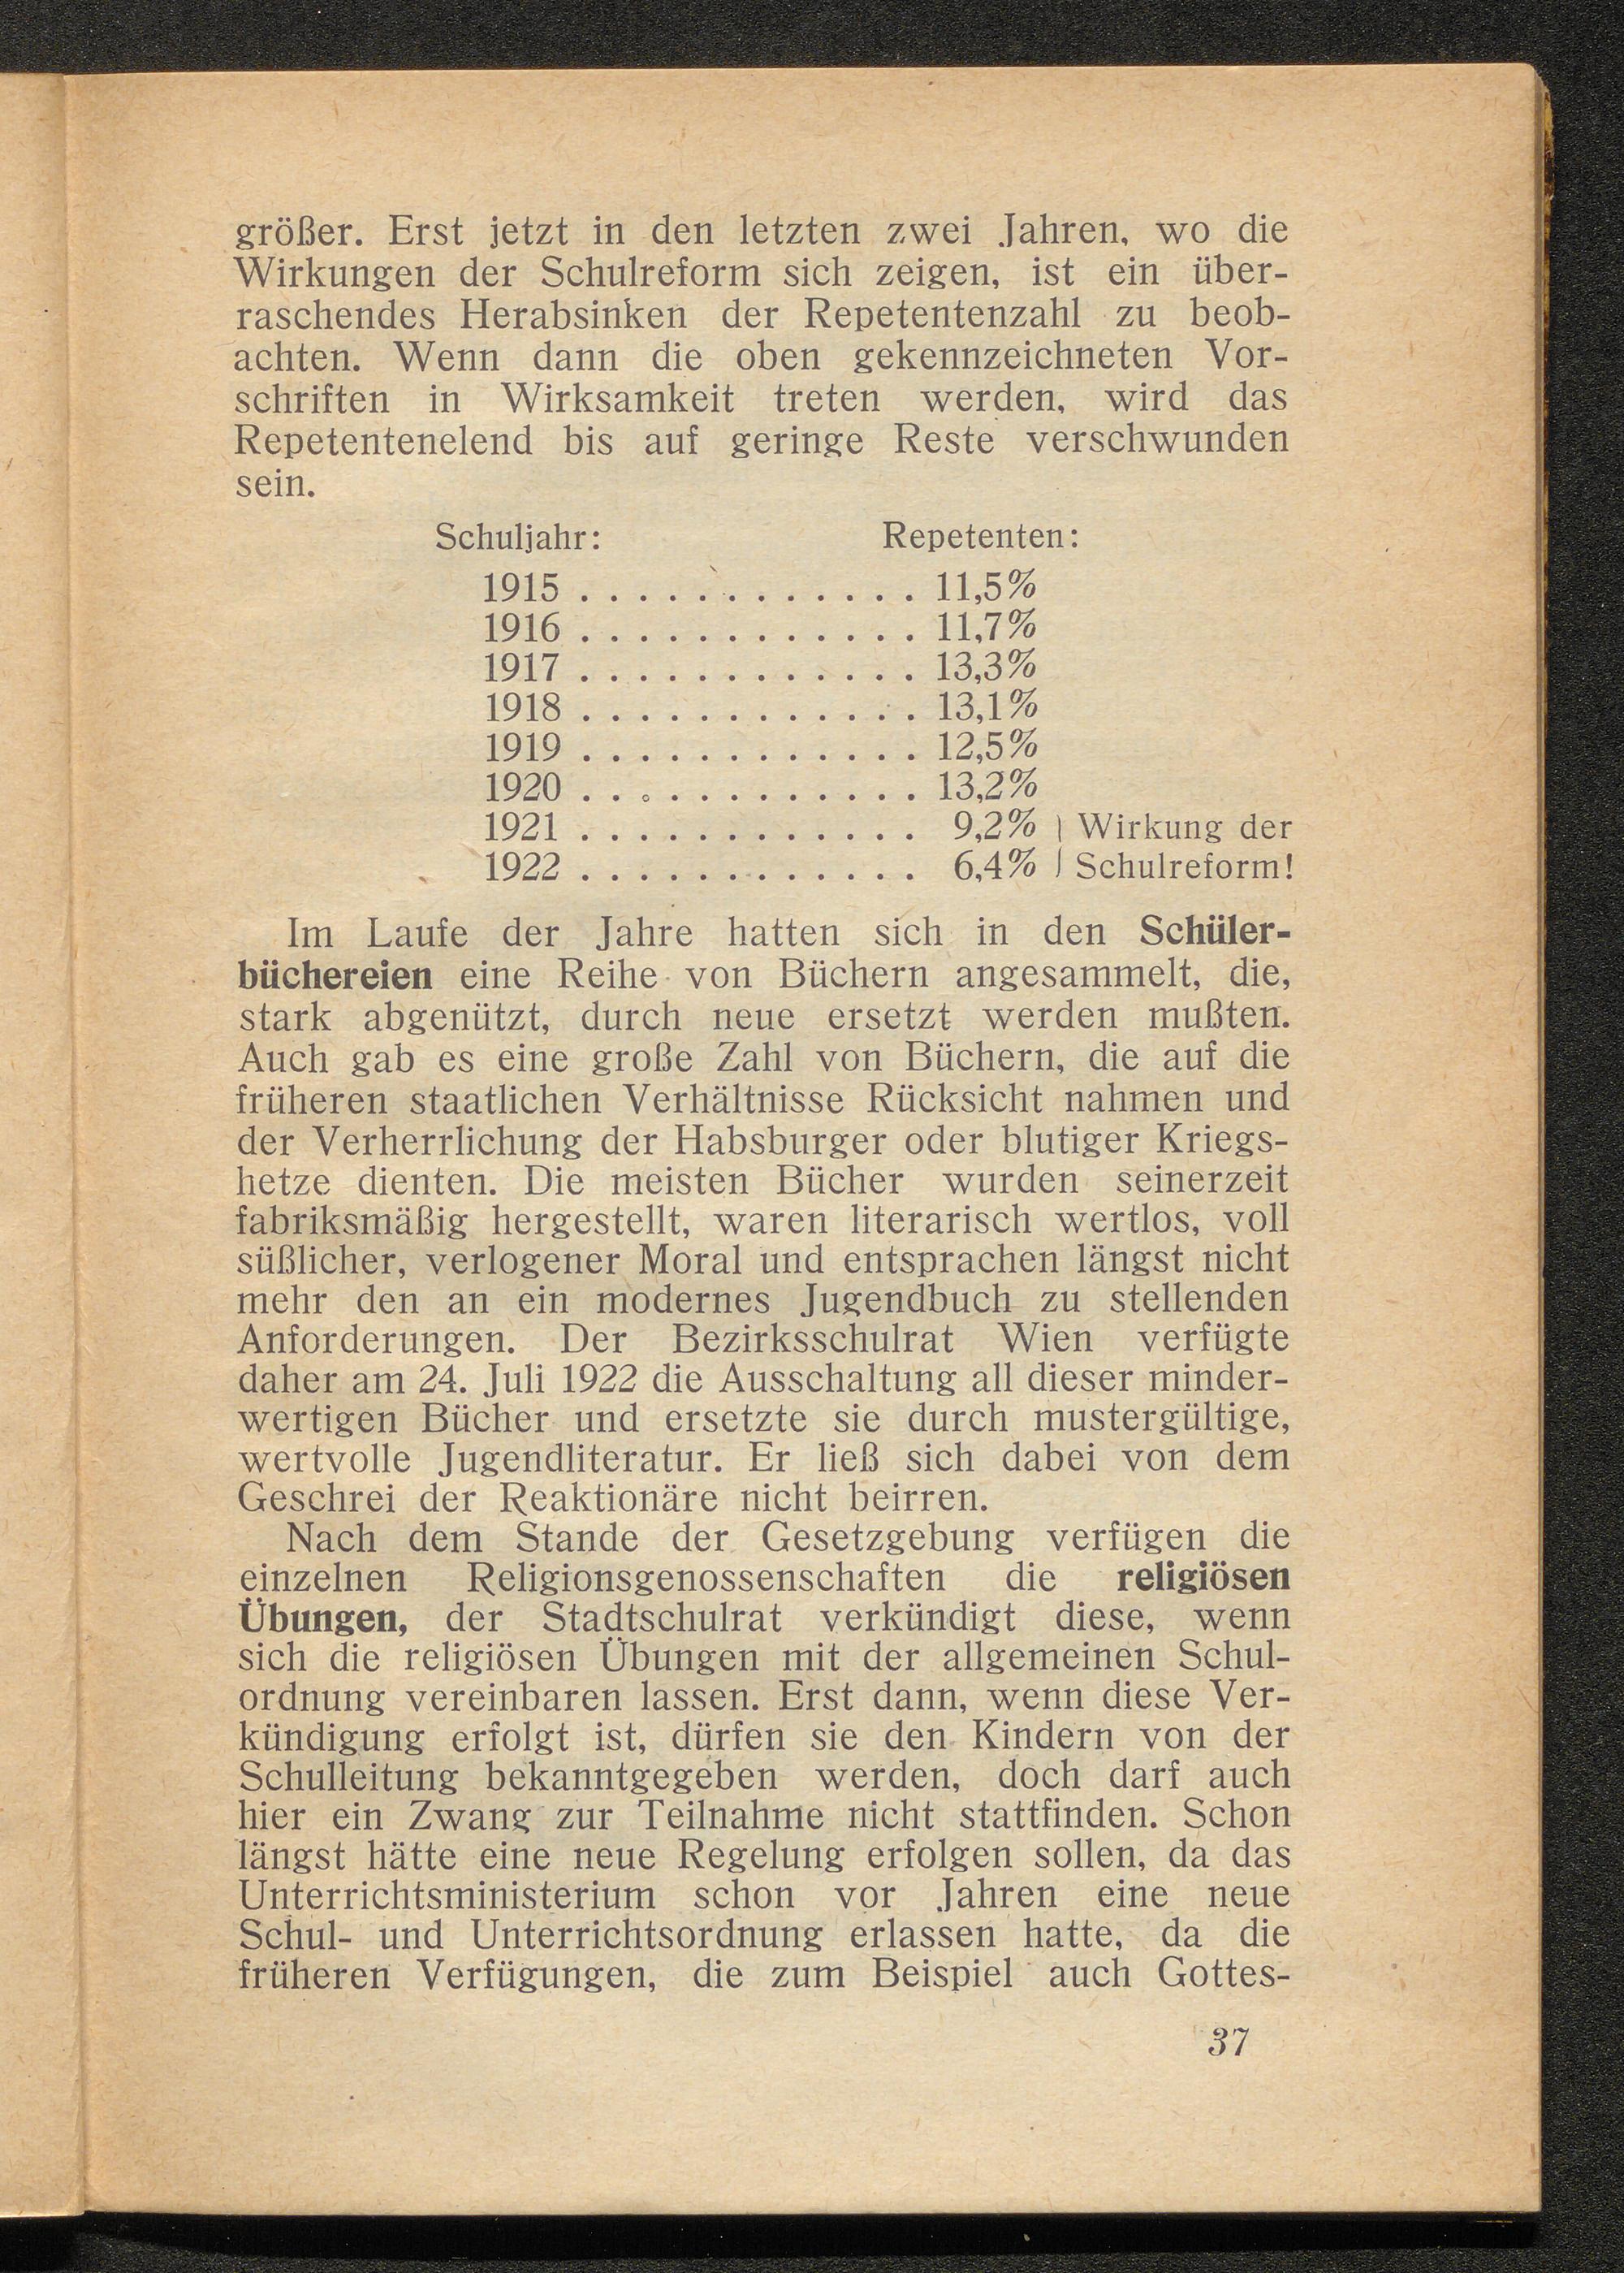 größer. Erst jetzt in den letzten zwei Jahren, wo die
Wirkungen der Schulreform sich zeigen, ist ein über-
raschendes Herabsinken der Repetentenzahl zu beob-
achten. Wenn dann die oben gekennzeichneten Vor-
schriften in Wirksamkeit treten werden, wird das
Repetentenelend bis auf geringe Reste verschwunden
sein.
Schuljahr: Repetenten:
1915 . . . . . . . . . . . . 11,5%
1916 . . . . . . . . . . . . 11,7%
1917 . . . . . . . . . . . . 13,3%
1918 . . . . . . . . . . . . 13,1%
1919 . . . . . . . . . . . . 12,5%
1920 . . . . . . . . . . . . 13,2%
1921 . . . . . . . . . . . . 9,2% } Wirkung der
1922 . . . . . . . . . . . . 6,4% } Schulreform!
Im Laufe der Jahre hatten sich in den Schüler-
büchereien eine Reihe von Büchern angesammelt, die,
stark abgenützt, durch neue ersetzt werden mußten.
Auch gab es eine große Zahl von Büchern, die auf die
früheren staatlichen Verhältnisse Rücksicht nahmen und
der Verherrlichung der Habsburger oder blutiger Kriegs-
hetze dienten. Die meisten Bücher wurden seinerzeit
fabriksmäßig hergestellt, waren literarisch wertlos, voll
süßlicher, verlogener Moral und entsprachen längst nicht
mehr den an ein modernes Jugendbuch zu stellenden
Anforderungen. Der Bezirksschulrat Wien verfügte
daher am 24. Juli 1922 die Ausschaltung all dieser minder-
wertigen Bücher und ersetzte sie durch mustergültige,
wertvolle Jugendliteratur. Er ließ sich dabei von dem
Geschrei der Reaktionäre nicht beirren.
Nach dem Stande der Gesetzgebung verfügen die
einzelnen Religionsgenossenschaften die religiösen
Übungen, der Stadtschulrat verkündigt diese, wenn
sich die religiösen Übungen mit der allgemeinen Schul-
ordnung vereinbaren lassen. Erst dann, wenn diese Ver-
kündigung erfolgt ist, dürfen sie den Kindern von der
Schulleitung bekanntgegeben werden, doch darf auch
hier ein Zwang zur Teilnahme nicht stattfinden. Schon
längst hätte eine neue Regelung erfolgen sollen, da das
Unterrichtsministerium schon vor Jahren eine neue
Schul- und Unterrichtsordnung erlassen hatte, da die
früheren Verfügungen, die zum Beispiel auch Gottes-
37